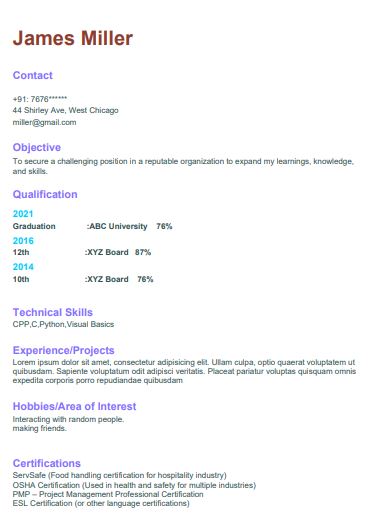 James Miller
Contact
+91: 7676******
44 Shirley Ave, West Chicago
miller@gmail.com
Objective
To secure a challenging position in a reputable organization to expand my learnings, knowledge,
and skills.
Qualification
2021
Graduation :ABC University 76%
2016
12th :XYZ Board 87%
2014
10th :XYZ Board 76%
Technical Skills
CPP,C,Python,Visual Basics
Experience/Projects
Lorem ipsum dolor sit amet, consectetur adipisicing elit. Ullam culpa, optio quaerat voluptatem ut
quibusdam. Sapiente voluptatum odit adipisci veritatis. Placeat pariatur voluptas quisquam omnis
expedita corporis porro repudiandae quibusdam
Hobbies/Area of Interest
Interacting with random people.
making friends.
Certifications
ServSafe (Food handling certification for hospitality industry)
OSHA Certification (Used in health and safety for multiple industries)
PMP – Project Management Professional Certification
ESL Certification (or other language certifications)